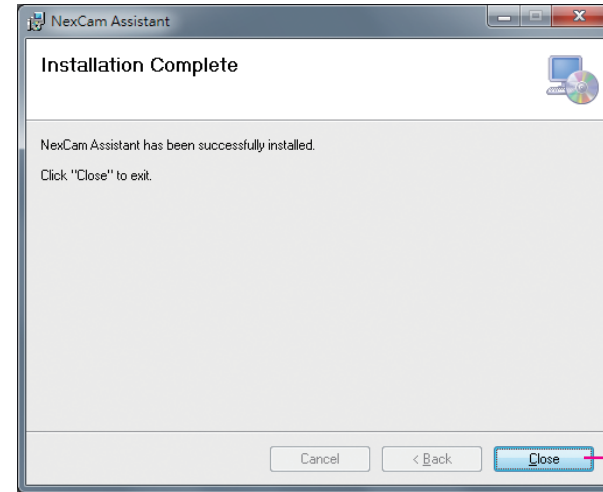 NexCam Assistant
Installation Complete
NexCam Assistant has been successfully installed.
Click "Close" to exit.
Cancel
< Back
Close